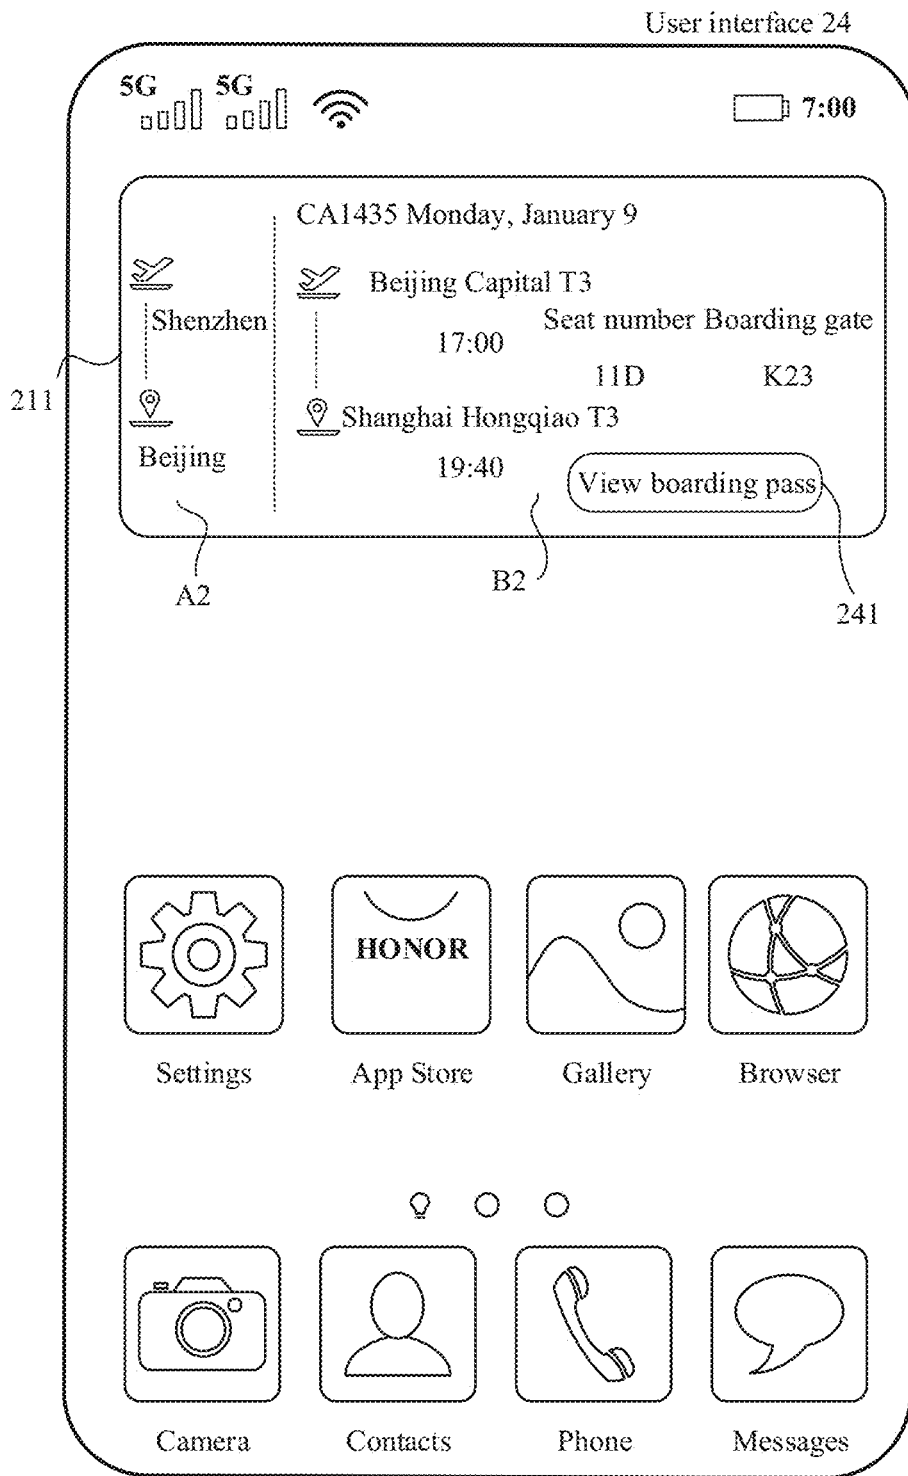 User interface 24
5G 5G 7:00
CA1435 Monday, January 9
Beijing Capital T3
Shenzhen
17:00
Seat number Boarding gate
11D K23
211
Shanghai Hongqiao T3
Beijing
19:40
View boarding pass
A2
B2
241
HONOR
Settings App Store Gallery Browser
Camera Contacts Phone Messages